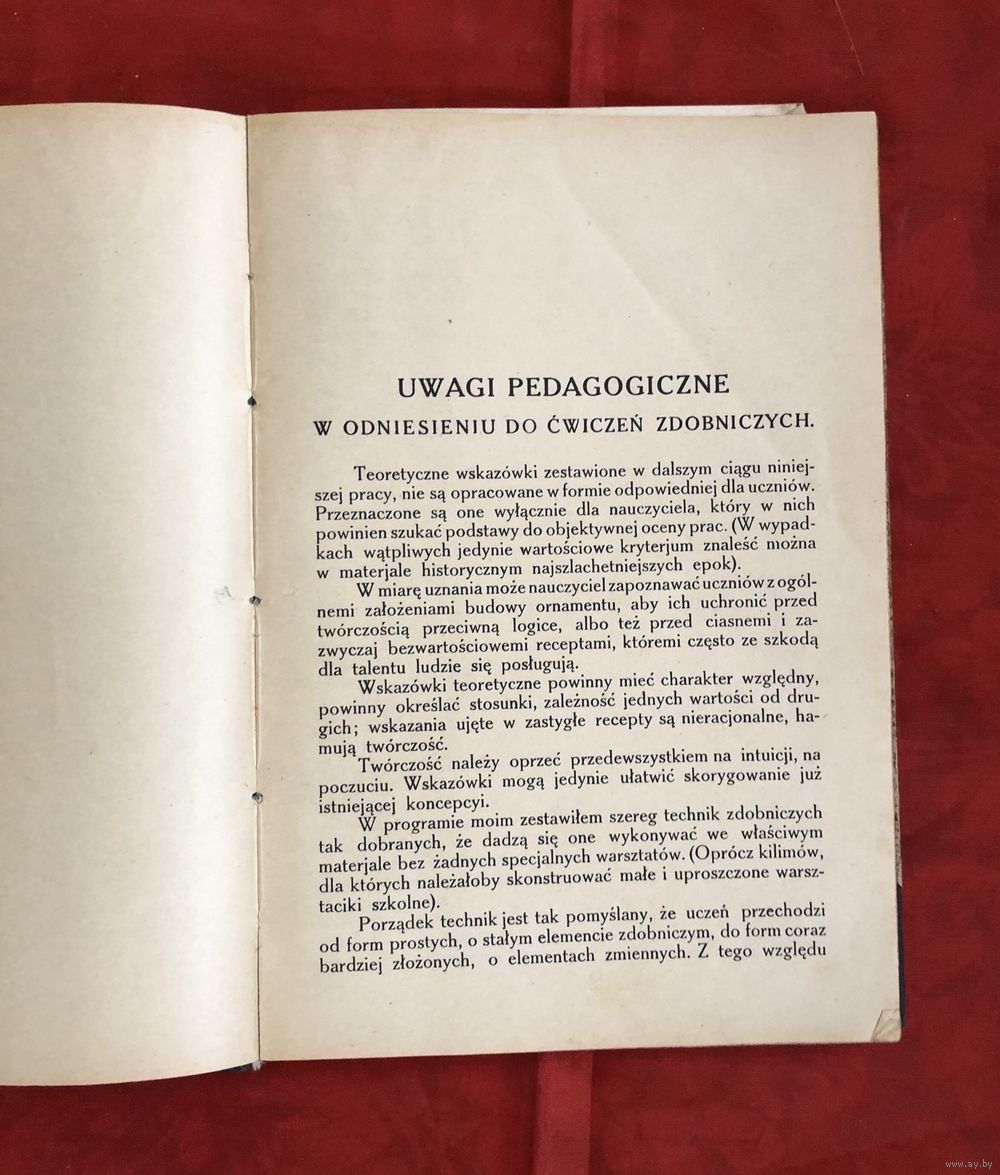 UWAGI PEDAGOGICZNE
W ODNIESIENIU DO ĆWICZEŃ ZDOBNICZYCH.
Teoretyczne wskazówki zestawione w dalszym ciągu niniej-
szej pracy, nie są opracowane w formie odpowiedniej dla uczniów.
Przeznaczone są one wyłącznie dla nauczyciela, który w nich
powinien szukać podstawy do objektywnej oceny prac. (W wypad-
kach wątpliwych jedynie wartościowe kryterjum znaleść można
w materjale historycznym najszlachetniejszych epok).
W miarę uznania może nauczyciel zapoznawać uczniów z ogól-
nemi założeniami budowy ornamentu, aby ich uchronić przed
twórczością przeciwną logice, albo też przed ciasnemi i za-
zwyczaj bezwartościowemi receptami, któremi często ze szkodą
dla talentu ludzie się posługują.
Wskazówki teoretyczne powinny mieć charakter względny,
powinny określać stosunki, zależność jednych wartości od dru-
gich; wskazania ujęte w zastygłe recepty są nieracjonalne, ha-
mują twórczość.
Twórczość należy oprzeć przedewszystkiem na intuicji, na
poczuciu. Wskazówki mogą jedynie ułatwić skorygowanie już
istniejącej koncepcyi.
W programie moim zestawiłem szereg technik zdobniczych
tak dobranych, że dadzą się one wykonywać we właściwym
materjale bez żadnych specjalnych warsztatów. (Oprócz kilimów,
dla których należałoby skonstruować małe i uproszczone warsz-
taciki szkolne).
Porządek technik jest tak pomyślany, że uczeń przechodzi
od form prostych, o stałym elemencie zdobniczym, do form coraz
bardziej złożonych, o elementach zmiennych. Z tego względu
www.ay.by